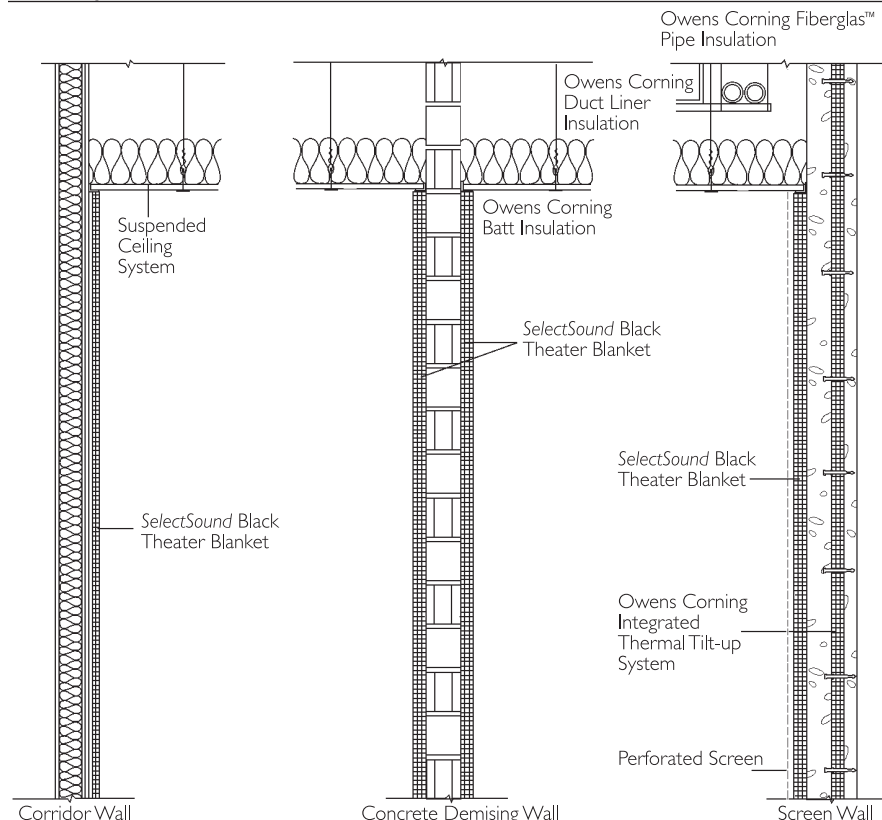 Owens Corning Fiberglas™
Pipe Insulation
Owens Corning
Duct Liner
Insulation
Suspended
Ceiling
System
Owens Corning
Batt Insulation
SelectSound Black
Theater Blanket
SelectSound Black
Theater Blanket
SelectSound Black
Theater Blanket
Owens Corning
Integrated
Thermal Tilt-up
System
Perforated Screen
Corridor Wall
Concrete Demising Wall
Screen Wall